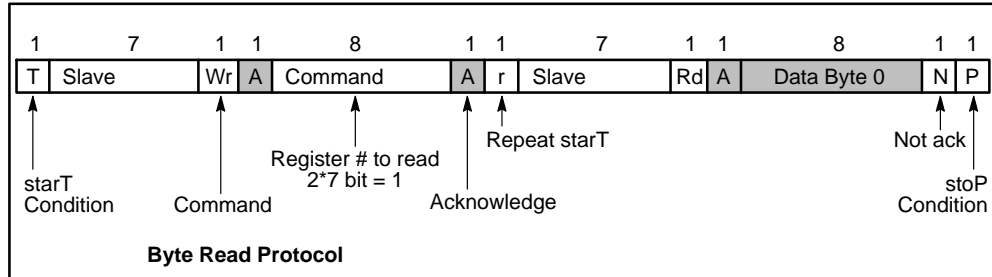 1 7 1 1 8 1 1 7 1 1 8 1 1
T Slave Wr A Command A r Slave Rd A Data Byte 0 N P
Repeat starT
Not ack
Register # to read
2*7 bit = 1
starT
Condition
Command
Acknowledge
stoP
Condition
Byte Read Protocol